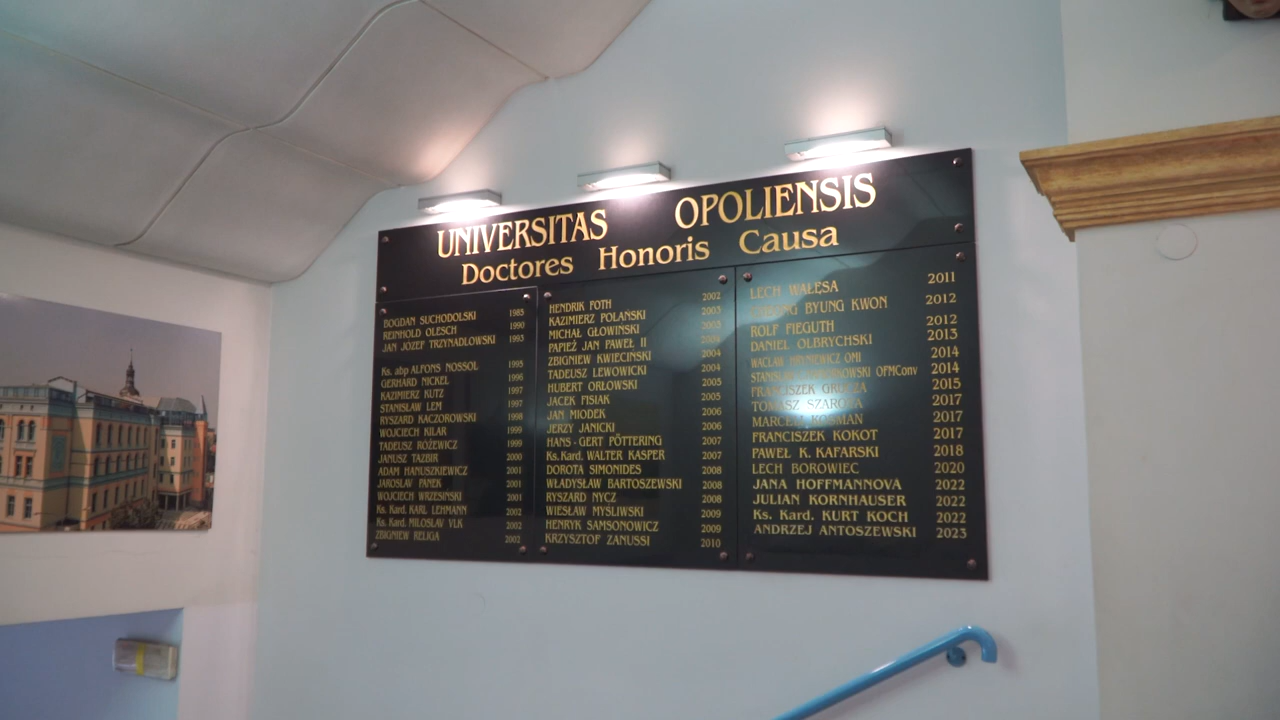 UNIVERSITAS OPOLIENSIS
Doctores Honoris Causa
BOGDAN SUCHODOLSKI 1985
REINHOLD OLESCH 1990
JAN JÓZEF TRZYNADLOWSKI 1993
Ks. abp ALFONS NOSSOL 1995
GERHARD NICKEL 1996
KAZIMIERZ KUTZ 1997
STANISŁAW LEM 1997
RYSZARD KACZOROWSKI 1998
WOJCIECH KILAR 1999
TADEUSZ RÓŻEWICZ 1999
JANUSZ TAZBIR 2000
ADAM HANUSZKIEWICZ 2001
JAROSLAV PANEK 2001
WOJCIECH WRZESIŃSKI 2001
Ks. Kard. KARL LEHMANN 2002
Ks. Kard. MILOSLAV VLK 2002
ZBIGNIEW RELIGA 2002
HENDRIK FOTH 2002
KAZIMIERZ POLAŃSKI 2003
MICHAŁ GŁOWIŃSKI 2003
PAPIEŻ JAN PAWEŁ II
ZBIGNIEW KWIECIŃSKI 2004
TADEUSZ LEWOWICKI 2004
HUBERT ORŁOWSKI 2005
JACEK FISIAK 2005
JAN MIODEK 2006
JERZY JANICKI 2006
HANS-GERT PÖTTERING 2007
Ks. Kard. WALTER KASPER 2007
DOROTA SIMONIDES 2008
WŁADYSŁAW BARTOSZEWSKI 2008
RYSZARD NYCZ 2008
WIESŁAW MYŚLIWSKI 2009
HENRYK SAMSONOWICZ 2009
KRZYSZTOF ZANUSSI 2010
LECH WAŁĘSA 2011
BYUNG KWON 2012
ROLF FIEGUTH 2012
DANIEL OLBRYCHSKI 2013
WACŁAW HRYNIEWICZ OMI 2014
OFMConv 2014
FRANCISZEK GRUCZA 2015
TOMASZ SZAROTA 2017
MARCELI KOSMAN 2017
FRANCISZEK KOKOT 2017
PAWEŁ K. KAFARSKI 2018
LECH BOROWIEC 2020
JANA HOFFMANNOVA 2022
JULIAN KORNHAUSER 2022
Ks. Kard. KURT KOCH 2022
ANDRZEJ ANTOSZEWSKI 2023